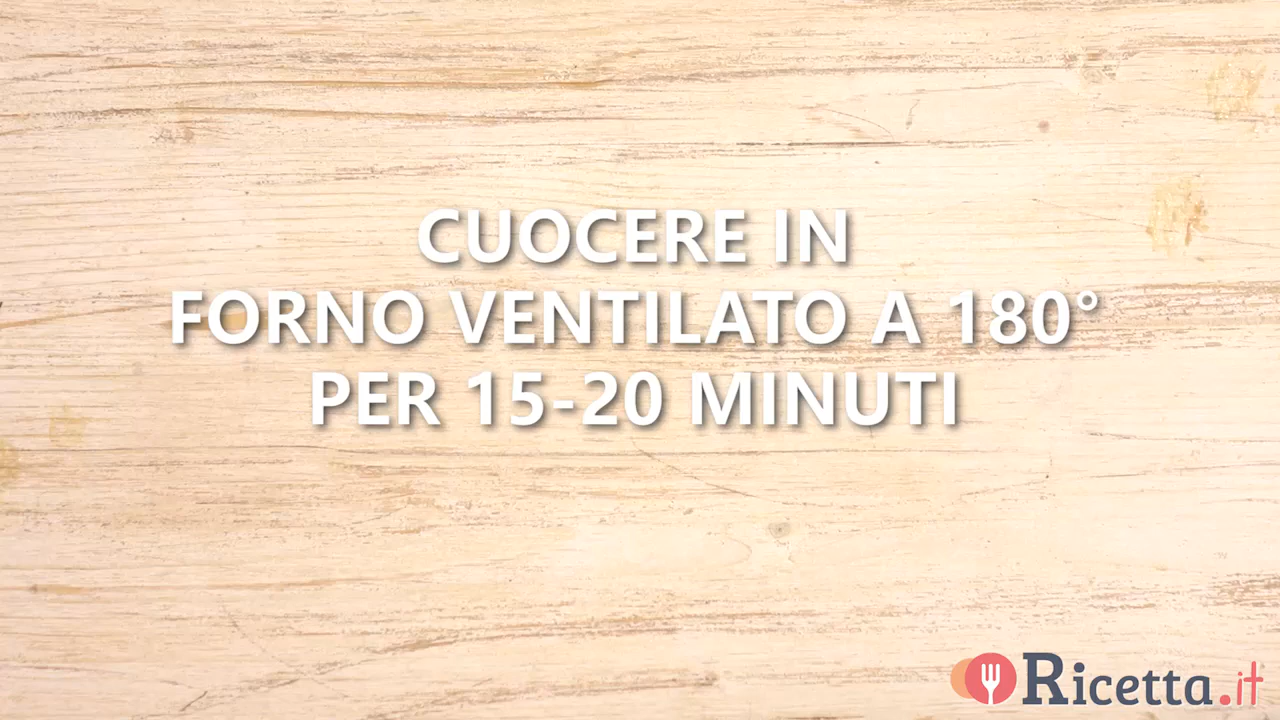 CUOCERE IN
FORNO VENTILATO A 180°
PER 15-20 MINUTI
Ricetta.it